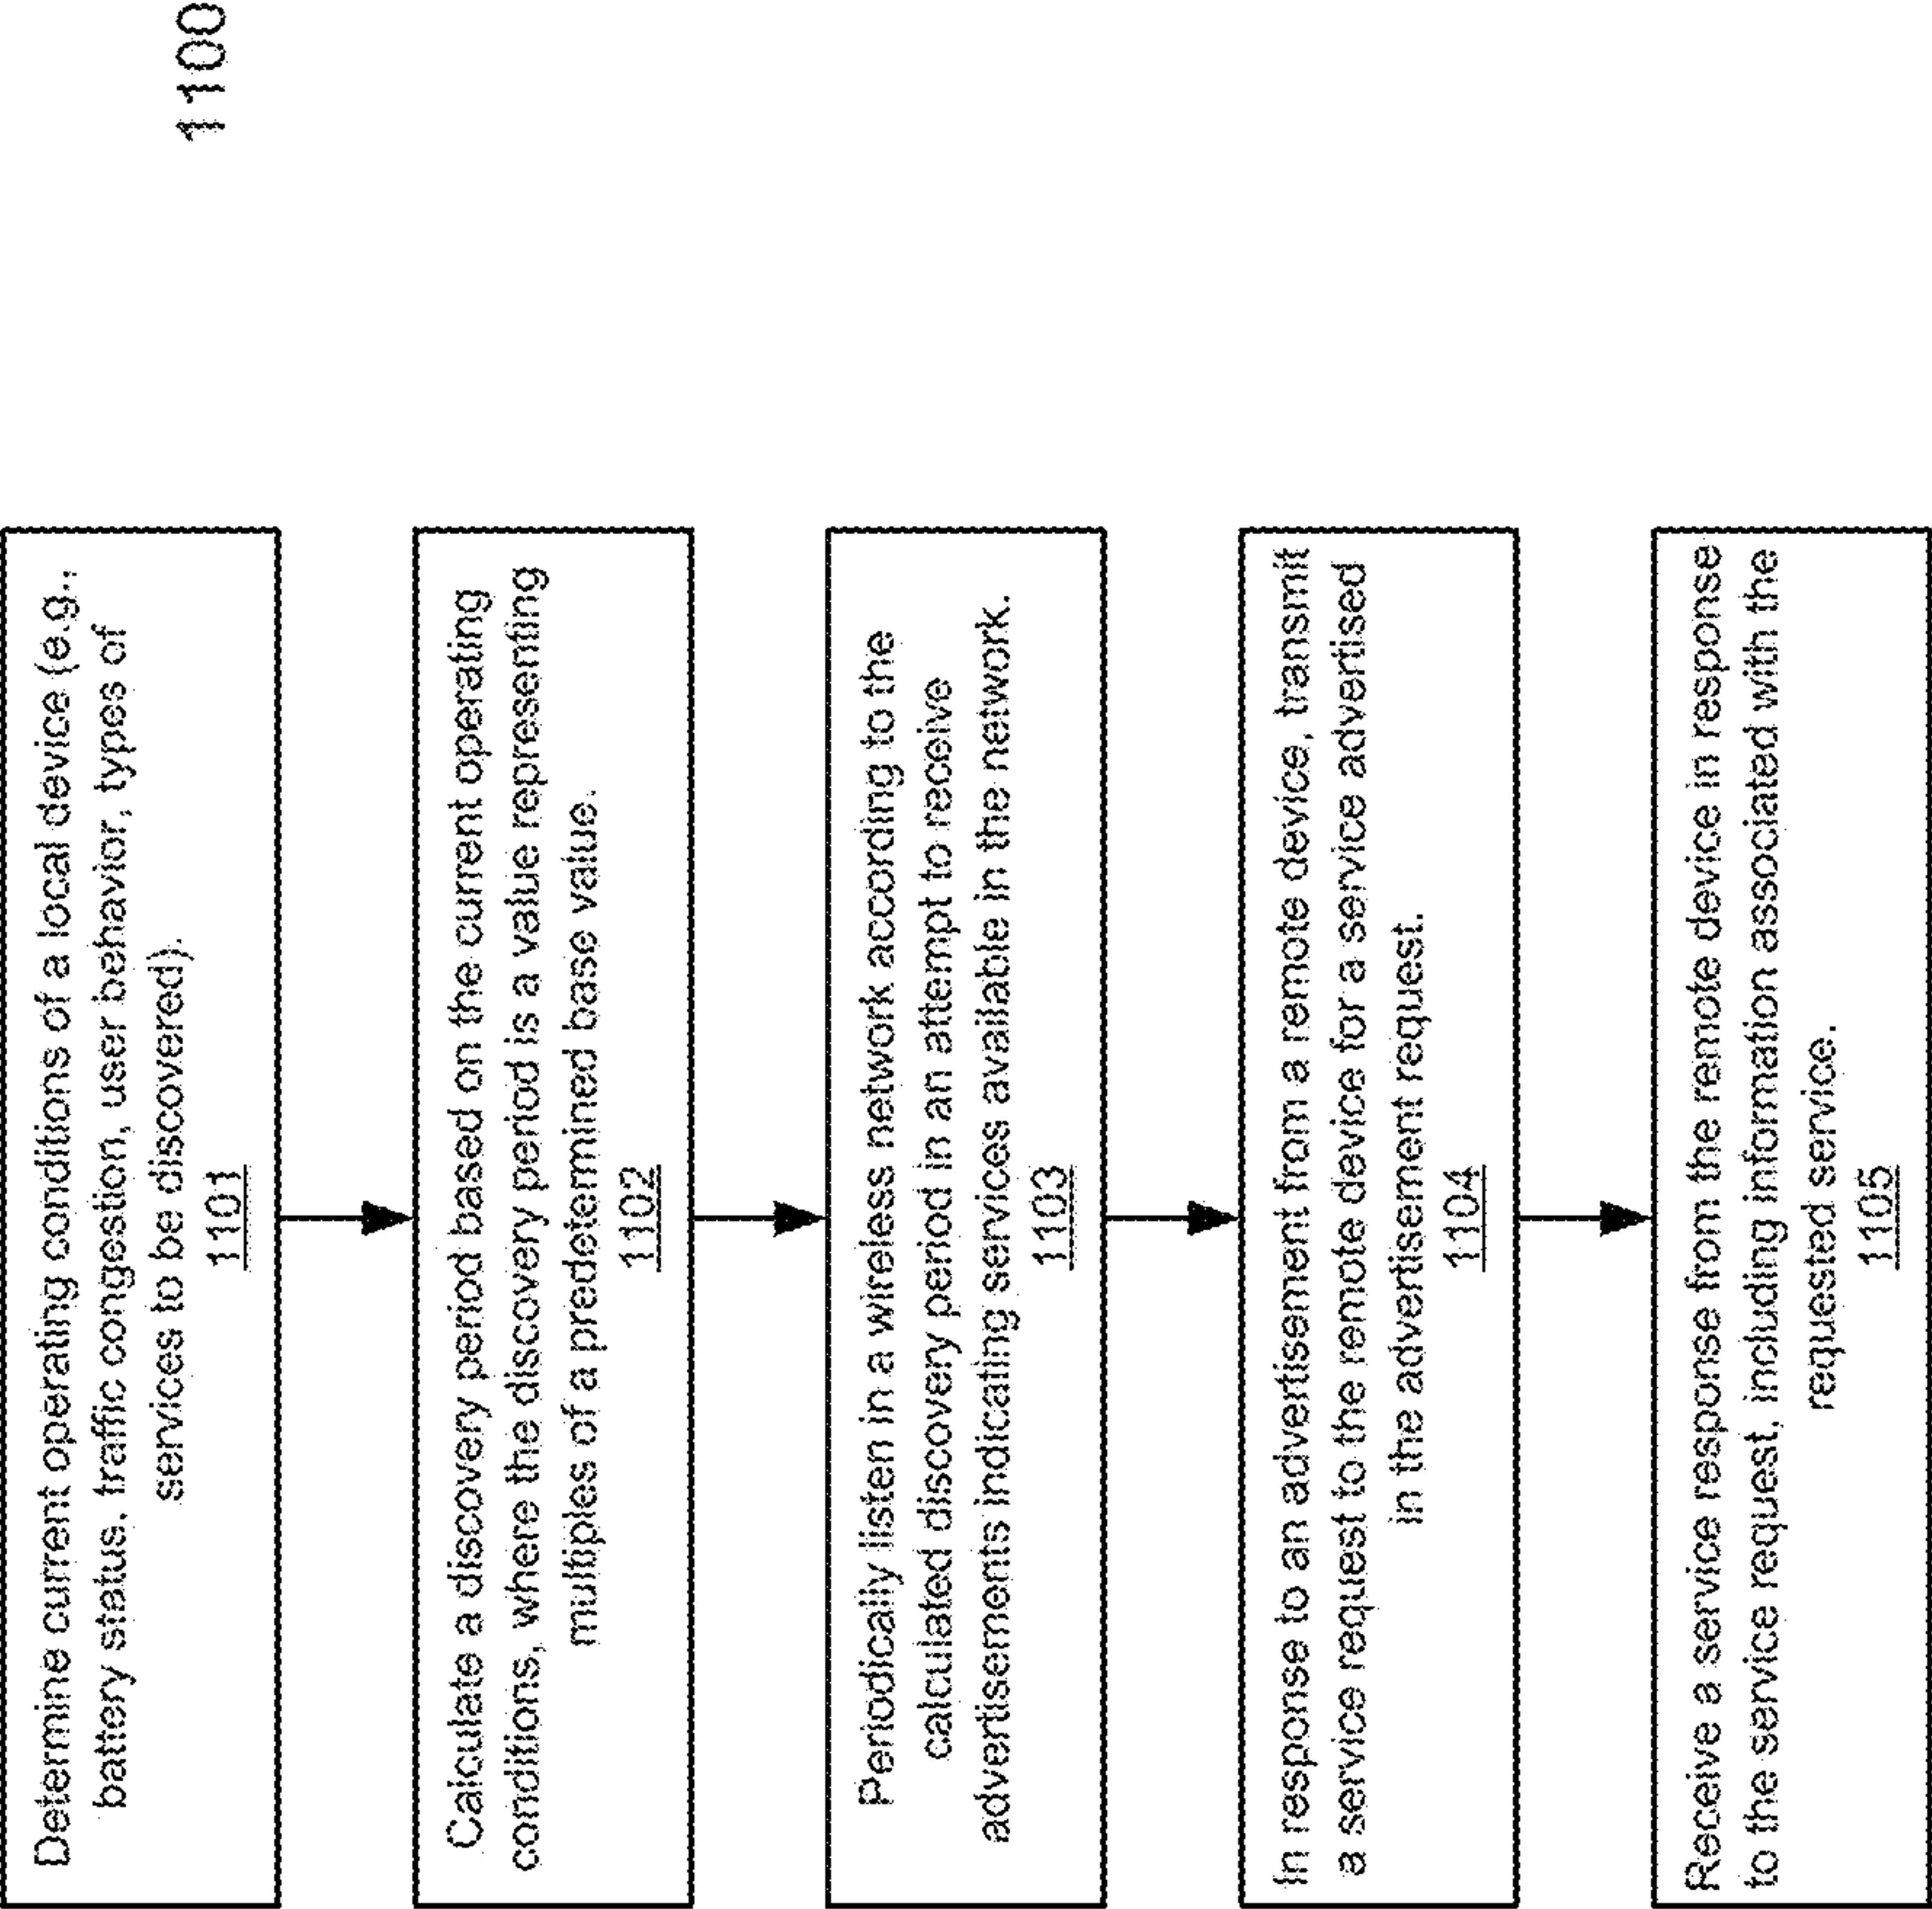 1100
Determine current operating conditions of a local device (e.g.,
battery status, traffic congestion, user behavior, types of
services to be discovered).
1101
Calculate a discovery period based on the current operating
conditions, where the discovery period is a value representing
multiples of a predetermined base value.
1102
Periodically listen in a wireless network according to the
calculated discovery period in an attempt to receive
advertisements indicating services available in the network.
1103
In response to an advertisement from a remote device, transmit
a service request to the remote device for a service advertised
in the advertisement request.
1104
Receive a service response from the remote device in response
to the service request, including information associated with the
requested service.
1105